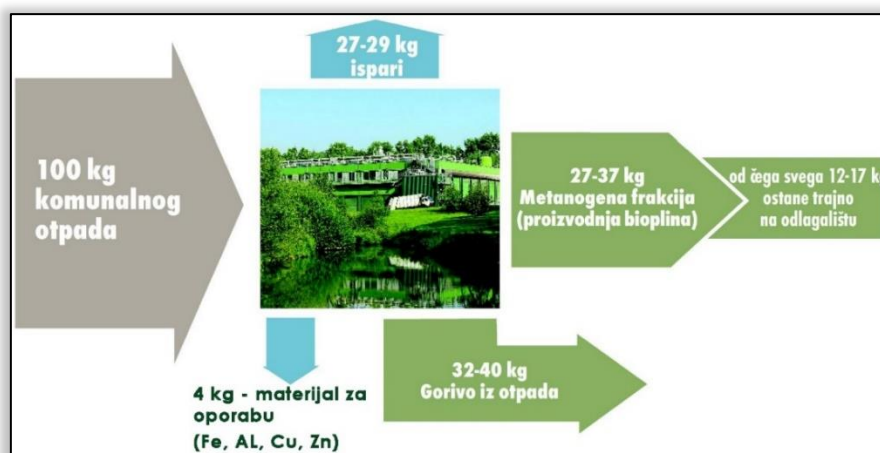 27-29 kg
ispari
100 kg
komunalnog
otpada
27-37 kg
Metanogena frakcija
(proizvodnja bioplina)
od čega svega 12-17 k
ostane trajno
na odlagalištu
32-40 kg
Gorivo iz otpada
4 kg - materijal za
oporabu
(Fe, AL, Cu, Zn)